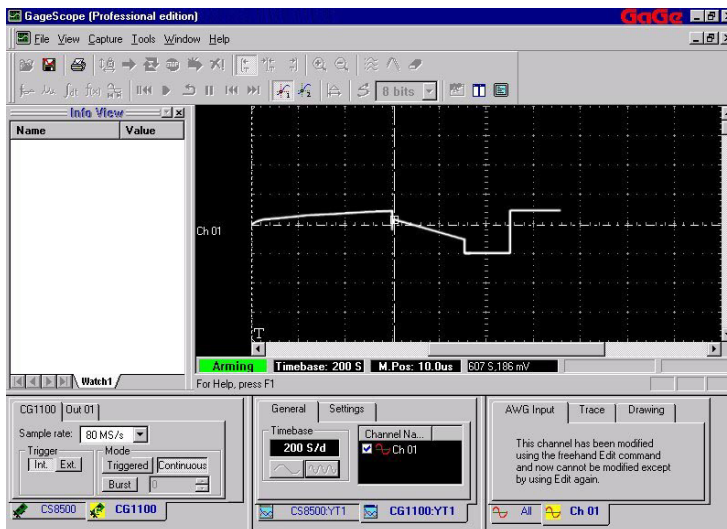 GageScope (Professional edition)
GaGe
File View Capture Tools Window Help
8 bits
Info View
Name Value
Watch1
Ch 01
T
Arming Timebase: 200 S M.Pos: 10.0us 607 S,186 mV
For Help, press F1
CG1100 Out 01
Sample rate: 80 MS/s
Trigger
Int. Ext.
Mode
Triggered Continuous
Burst 0
CS8500 CG1100
General Settings
Timebase
200 S/d
Channel Na...
Ch 01
CS8500:YT1 CG1100:YT1
AWG Input Trace Drawing
This channel has been modified
using the freehand Edit command
and now cannot be modified except
by using Edit again.
All Ch 01